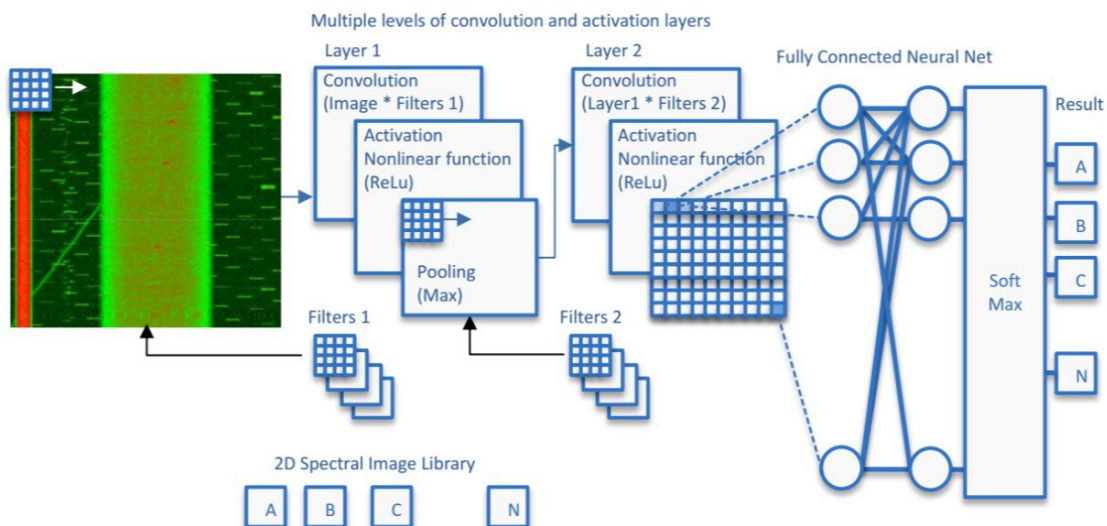 Multiple levels of convolution and activation layers
Layer 1
Convolution
(Image * Filters 1)
Activation
Nonlinear function
(ReLu)
Pooling
(Max)
Layer 2
Convolution
(Layer1 * Filters 2)
Activation
Nonlinear function
(ReLu)
Fully Connected Neural Net
Soft
Max
Result
A
B
C
N
Filters 1
Filters 2
2D Spectral Image Library
A B C N